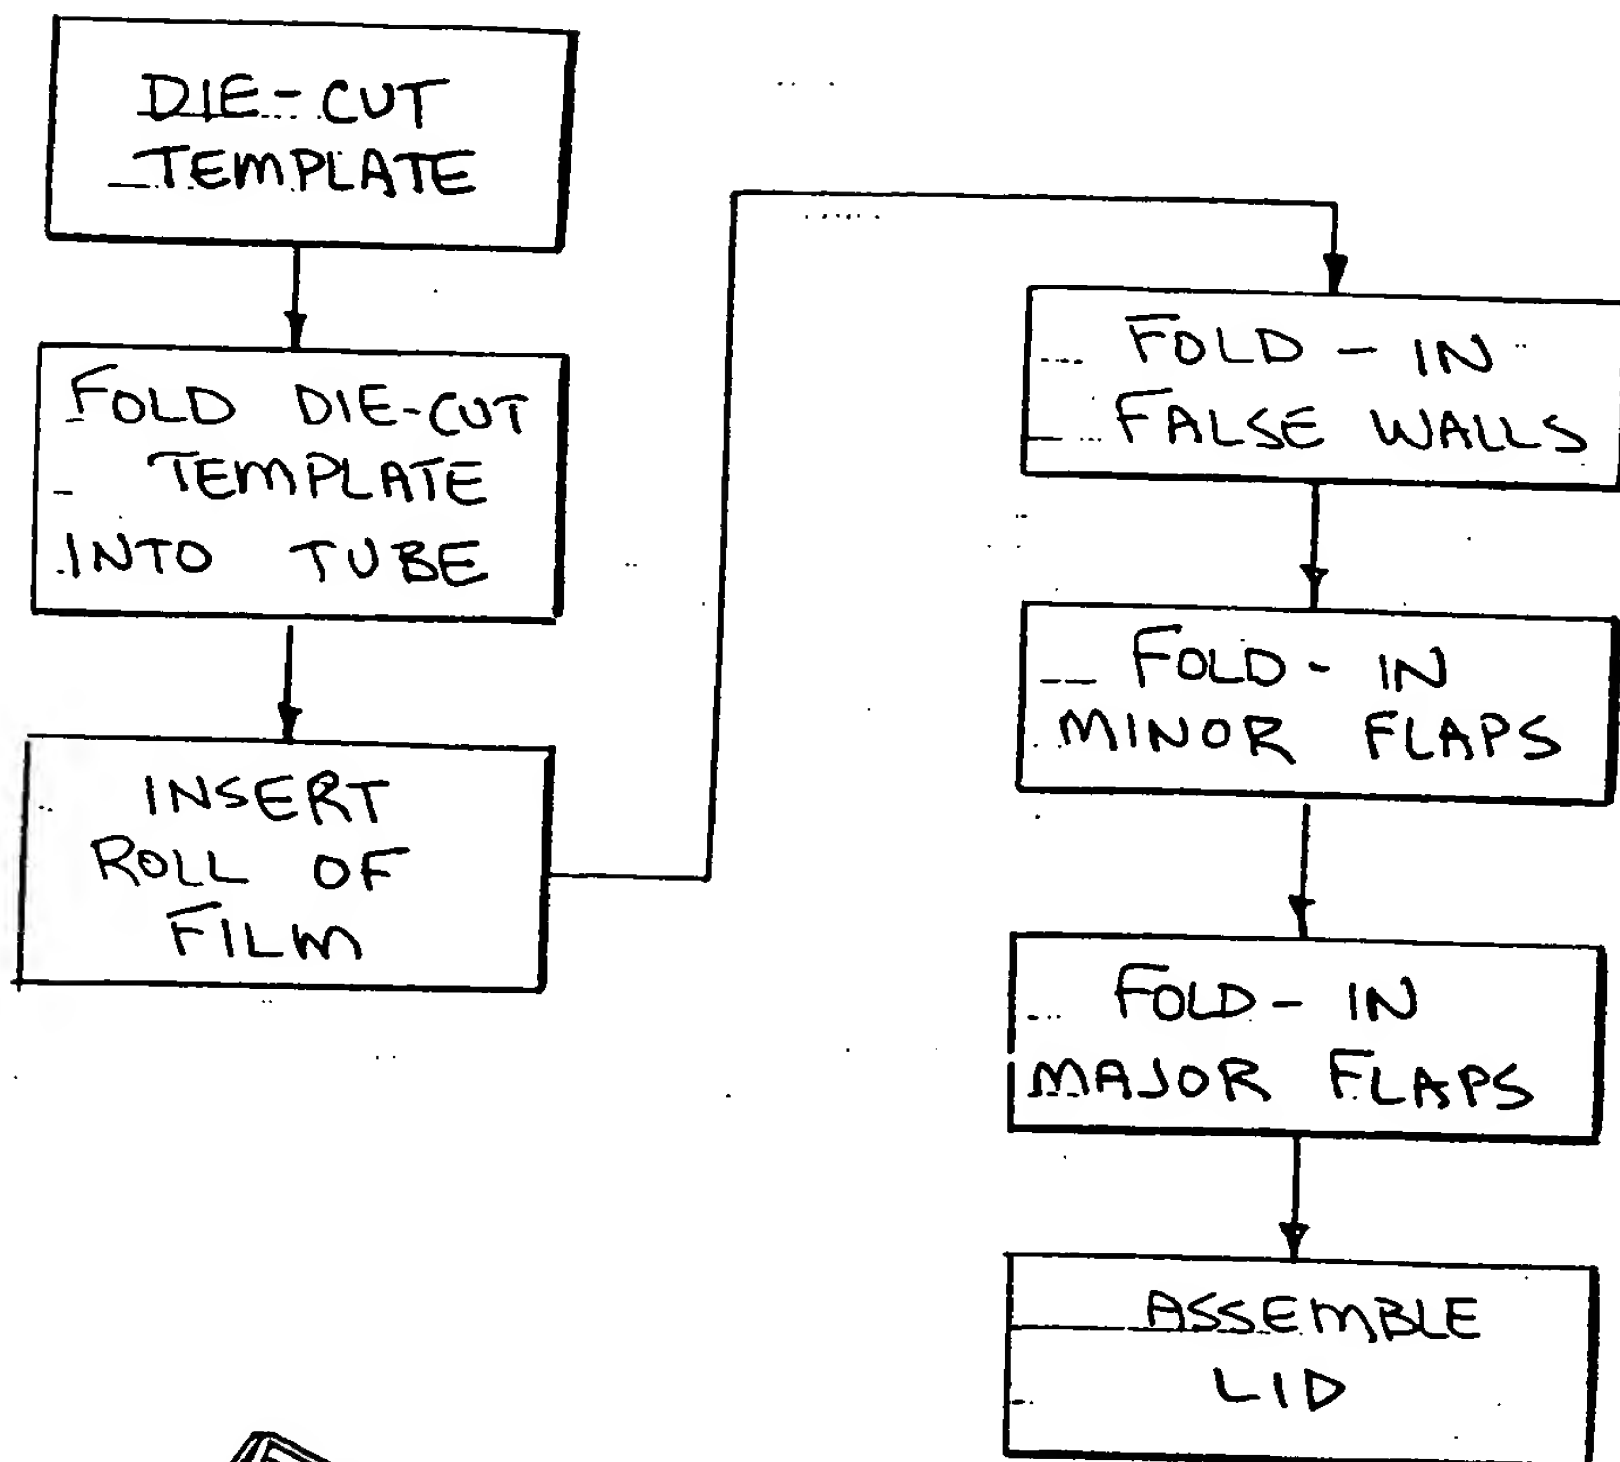 DIE-CUT
TEMPLATE
FOLD DIE-CUT
TEMPLATE
INTO TUBE
INSERT
ROLL OF
FILM
FOLD-IN
FALSE WALLS
FOLD-IN
MINOR FLAPS
FOLD-IN
MAJOR FLAPS
ASSEMBLE
LID